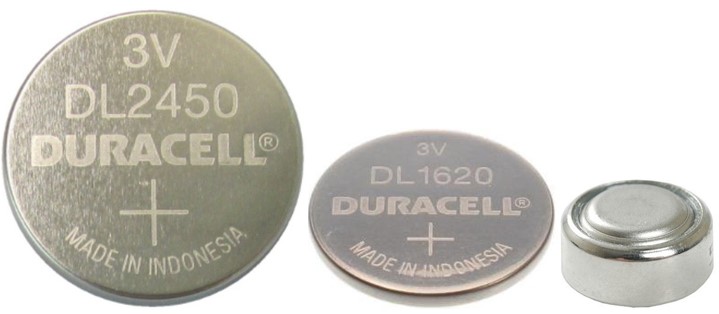 3V
DL2450
DURACELL®
MADE IN INDONESIA
3V
DL1620
DURACELL®
MADE IN INDONESIA